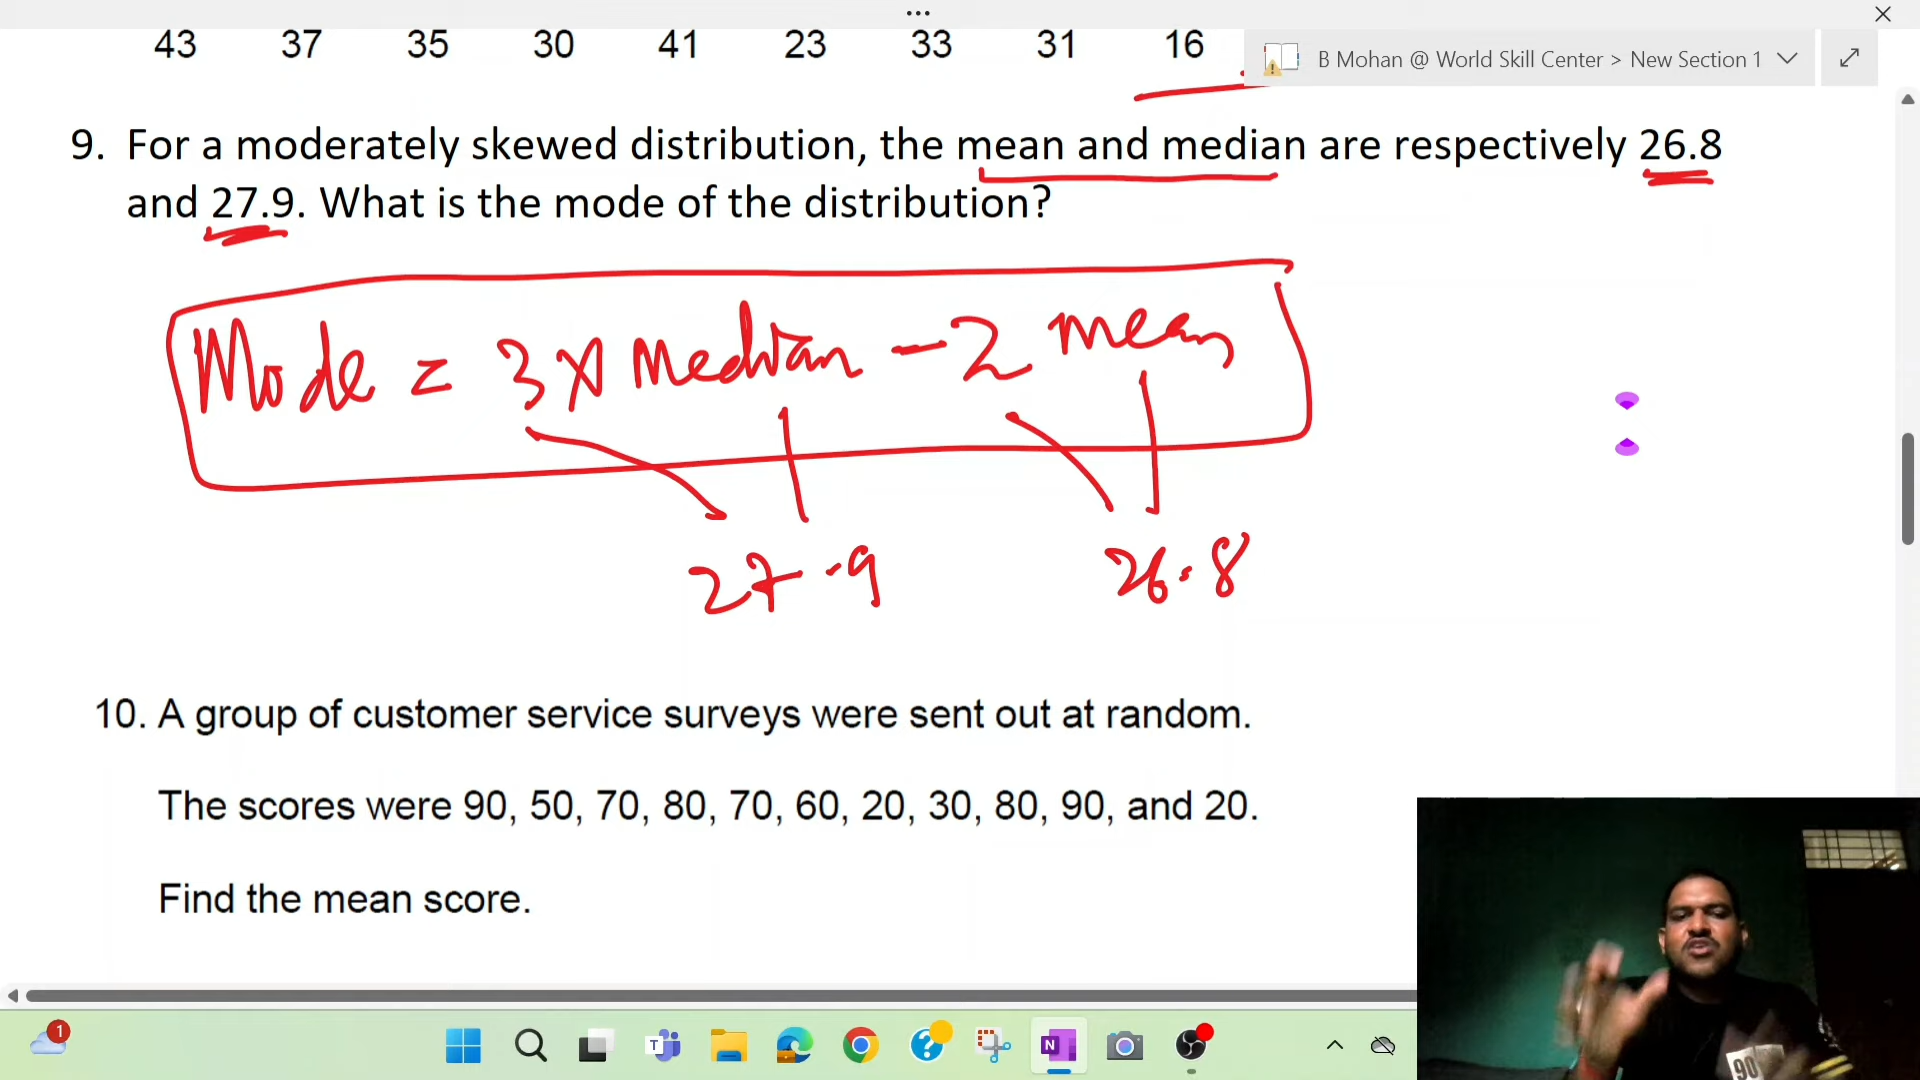 43 37 35 30 41 23 33 31 16
B Mohan @ World Skill Center > New Section 1
9. For a moderately skewed distribution, the mean and median are respectively 26.8
and 27.9. What is the mode of the distribution?
Mode = 3 x Median - 2 mean
27.9 26.8
10. A group of customer service surveys were sent out at random.
The scores were 90, 50, 70, 80, 70, 60, 20, 30, 80, 90, and 20.
Find the mean score.
90
1
T
N